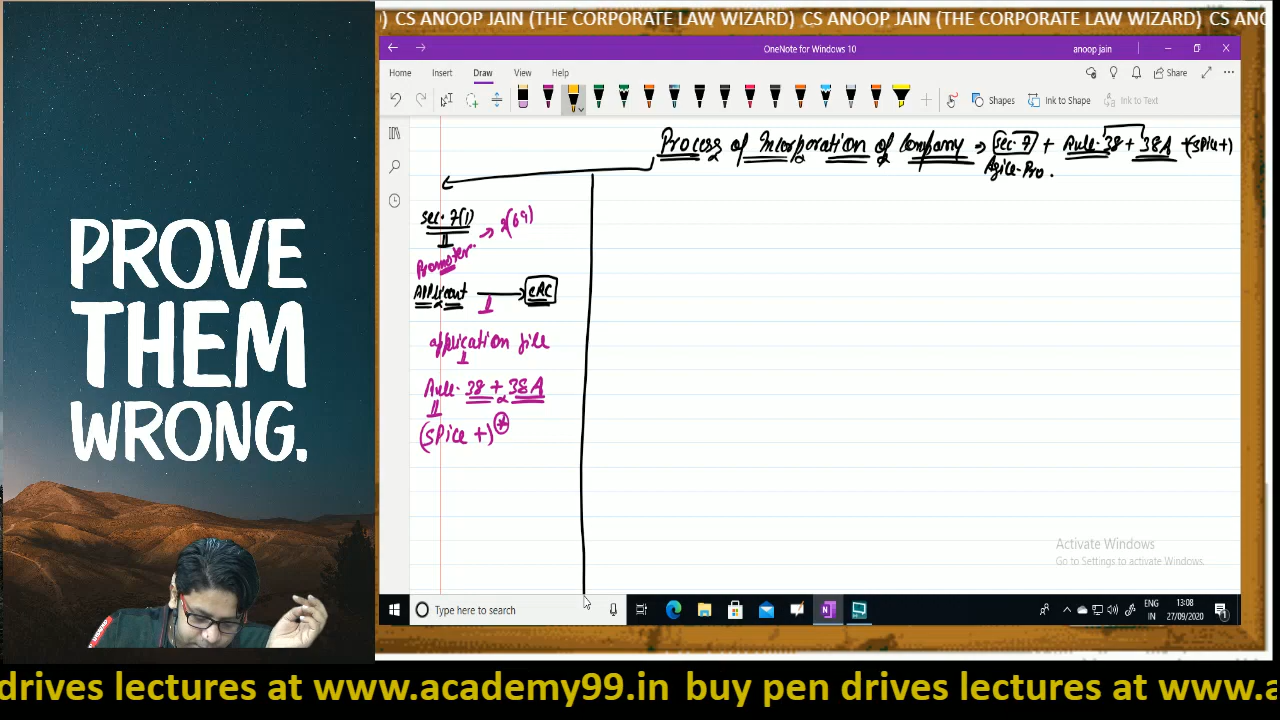 ) CS ANOOP JAIN (THE CORPORATE LAW WIZARD) CS ANOOP JAIN (THE CORPORATE LAW WIZARD) CS ANO
OneNote for Windows 10
anoop jain
Home Insert Draw View Help
Share
Shapes
Ink to Shape
Ink to Text
Process of Incorporation of Company → Sec. 7 + Rule-38 + 38A + (SPice+)
Agile-Pro.
Sec. 7(1)
Promoter. → 2(69)
Applicant → CRC
application file
Rule. 38 + 38A
(SPice +)
PROVE
THEM
WRONG.
Activate Windows
Go to Settings to activate Windows.
Type here to search
ENG
IN
13:08
27/09/2020
drives lectures at www.academy99.in buy pen drives lectures at www.a